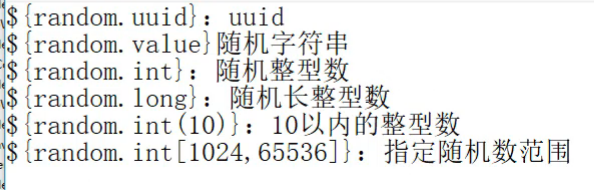 ${random.uuid}：uuid
${random.value}随机字符串
${random.int}：随机整型数
${random.long}：随机长整型数
${random.int(10)}：10以内的整型数
${random.int[1024,65536]}：指定随机数范围